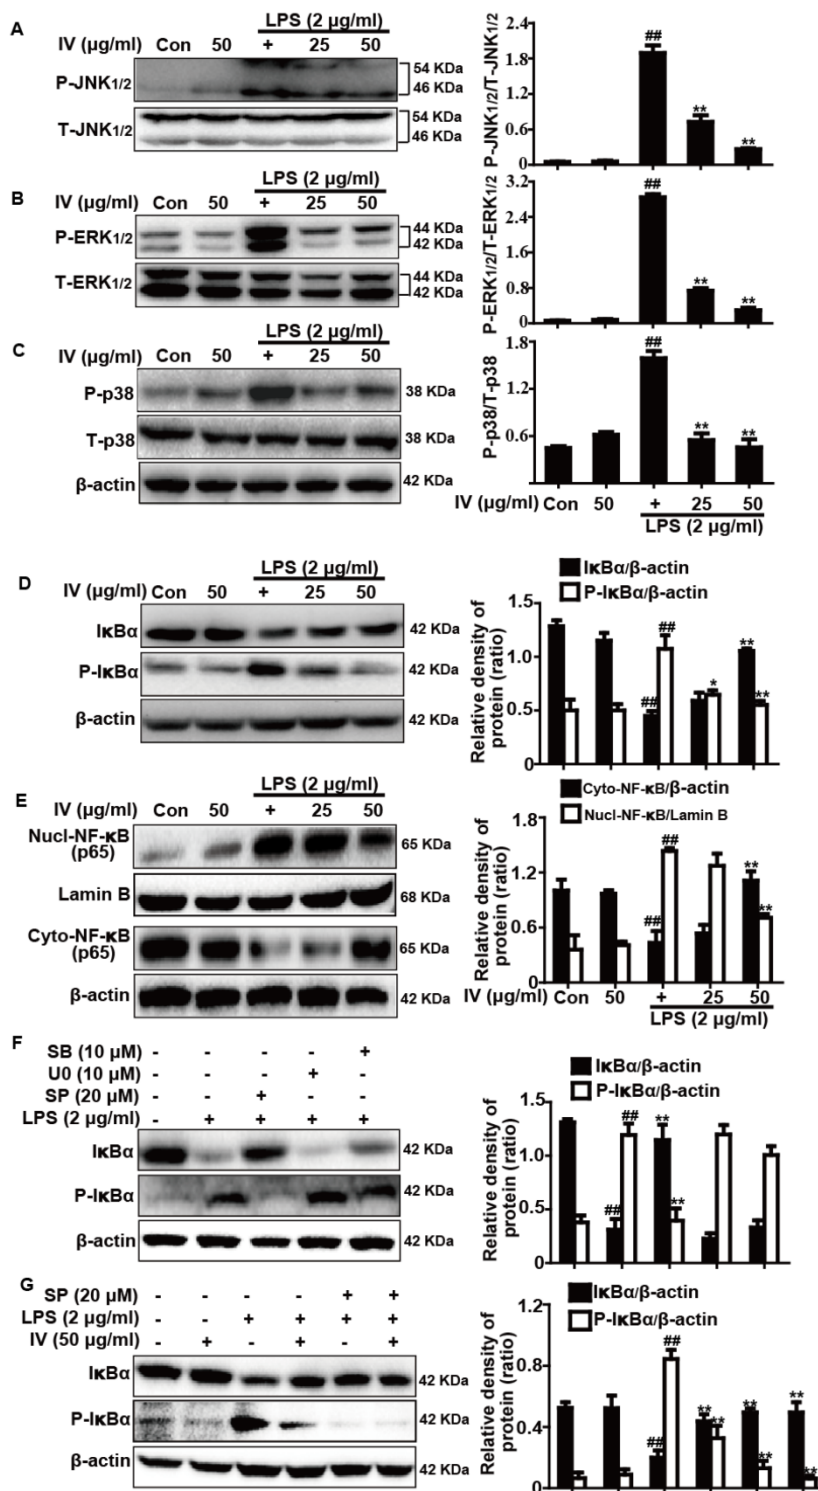 A
LPS (2 µg/ml)
IV (µg/ml) Con 50 + 25 50
P-JNK1/2
54 KDa
46 KDa
T-JNK1/2
54 KDa
46 KDa
P-JNK1/2/T-JNK1/2
2.4
1.8
1.2
0.6
0
## ** **
B
LPS (2 µg/ml)
IV (µg/ml) Con 50 + 25 50
P-ERK1/2
44 KDa
42 KDa
T-ERK1/2
44 KDa
42 KDa
P-ERK1/2/T-ERK1/2
3.2
2.4
1.6
0.8
0
## ** **
C
LPS (2 µg/ml)
IV (µg/ml) Con 50 + 25 50
P-p38 38 KDa
T-p38 38 KDa
β-actin 42 KDa
P-p38/T-p38
1.8
1.2
0.6
## ** **
IV (µg/ml) Con 50 + 25 50
LPS (2 µg/ml)
D
LPS (2 µg/ml)
IV (µg/ml) Con 50 + 25 50
IκBα 42 KDa
P-IκBα 42 KDa
β-actin 42 KDa
IκBα/β-actin
P-IκBα/β-actin
Relative density of
protein (ratio)
1.5
1.0
0.5
0
## ## * ** **
E
LPS (2 µg/ml)
IV (µg/ml) Con 50 + 25 50
Nucl-NF-κB
(p65)
65 KDa
Lamin B 68 KDa
Cyto-NF-κB
(p65)
65 KDa
β-actin 42 KDa
Cyto-NF-κB/β-actin
Nucl-NF-κB/Lamin B
Relative density of
protein (ratio)
1.8
1.2
0.6
0
## ## ** **
IV (µg/ml) Con 50 + 25 50
LPS (2 µg/ml)
F
SB (10 µM) - - - - +
U0 (10 µM) - - - + -
SP (20 µM) - - + - -
LPS (2 µg/ml) - + + + +
IκBα 42 KDa
P-IκBα 42 KDa
β-actin 42 KDa
IκBα/β-actin
P-IκBα/β-actin
Relative density of
protein (ratio)
1.5
1.0
0.5
0
## ## ** **
G
SP (20 µM) - - - - + +
LPS (2 µg/ml) - - + + + +
IV (50 µg/ml) - + - + - +
IκBα 42 KDa
P-IκBα 42 KDa
β-actin 42 KDa
IκBα/β-actin
P-IκBα/β-actin
Relative density of
protein (ratio)
1.2
0.8
0.4
0
## ## ** ** ** ** ** **